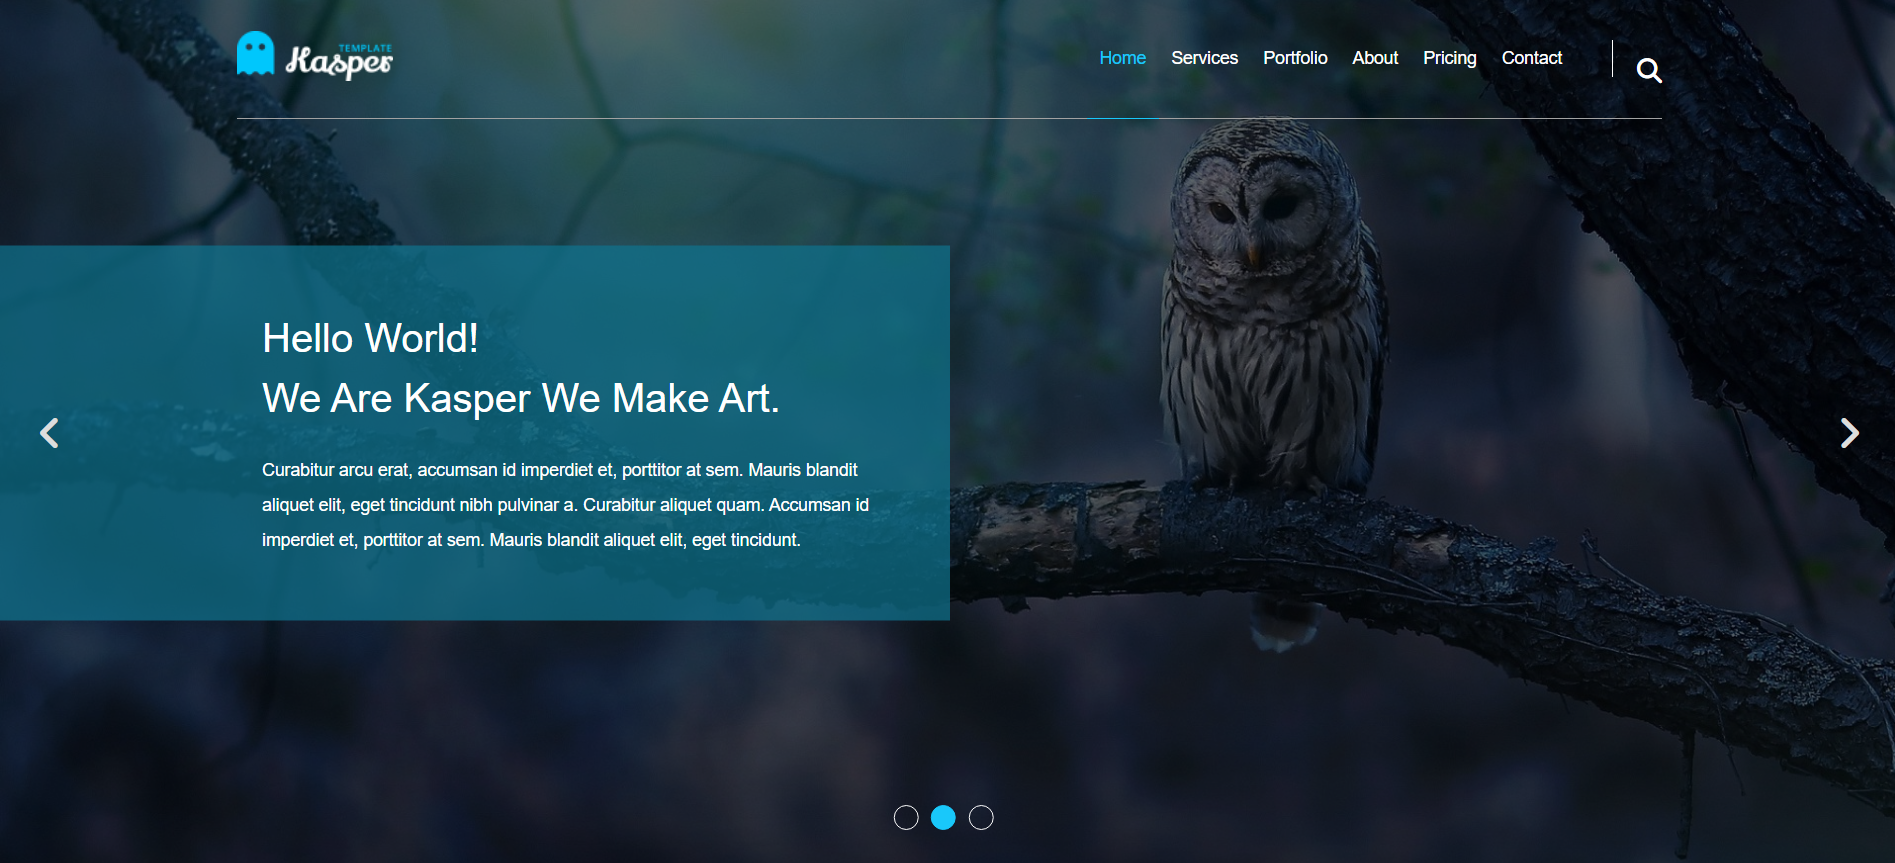 TEMPLATE
Kasper
Home Services Portfolio About Pricing Contact
Hello World!
We Are Kasper We Make Art.
Curabitur arcu erat, accumsan id imperdiet et, porttitor at sem. Mauris blandit
aliquet elit, eget tincidunt nibh pulvinar a. Curabitur aliquet quam. Accumsan id
imperdiet et, porttitor at sem. Mauris blandit aliquet elit, eget tincidunt.